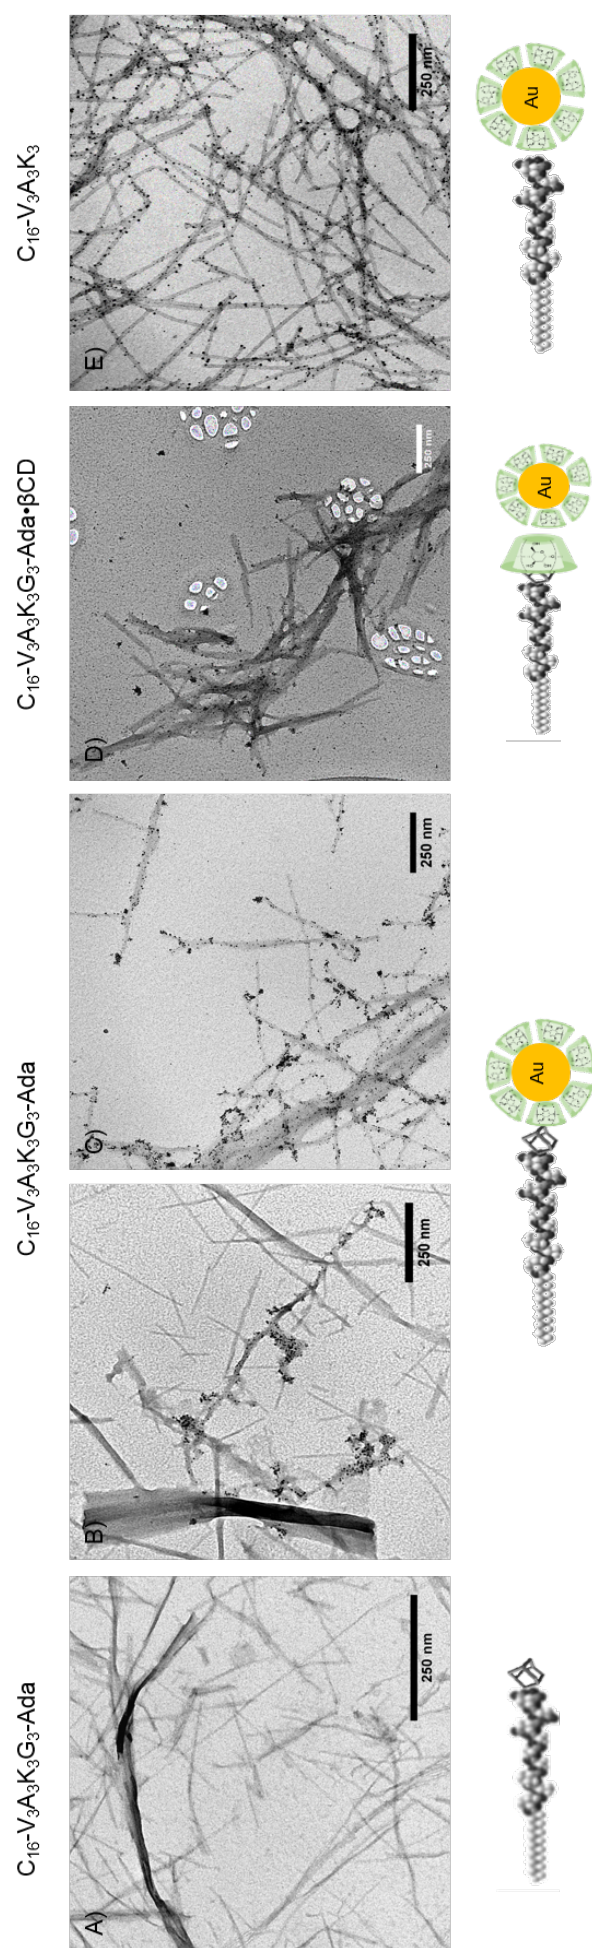 C₁₆-V₃A₃K₃G₃-Ada
C₁₆-V₃A₃K₃G₃-Ada
C₁₆-V₃A₃K₃G₃-Ada•βCD
C₁₆-V₃A₃K₃
A)
250 nm
B)
250 nm
C)
250 nm
D)
250 nm
E)
250 nm
Au
Au
Au